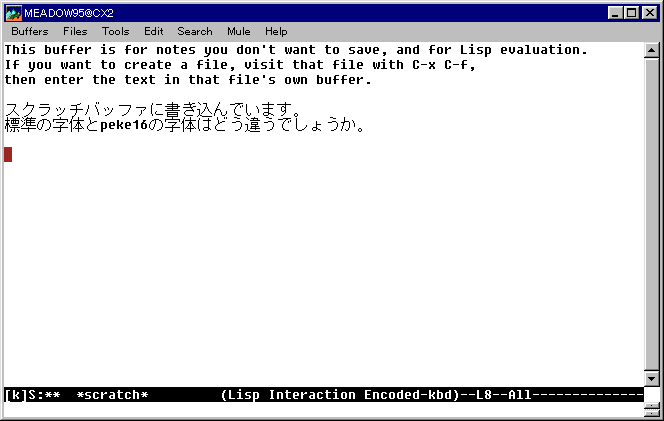 MEADOW95@CX2
Buffers Files Tools Edit Search Mule Help
This buffer is for notes you don't want to save, and for Lisp evaluation.
If you want to create a file, visit that file with C-x C-f,
then enter the text in that file's own buffer.
スクラッチバッファに書き込んでいます。
標準の字体とpeke16の字体はどう違うでしょうか。
[k]S:** *scratch* (Lisp Interaction Encoded-kbd)--L8--All--------------